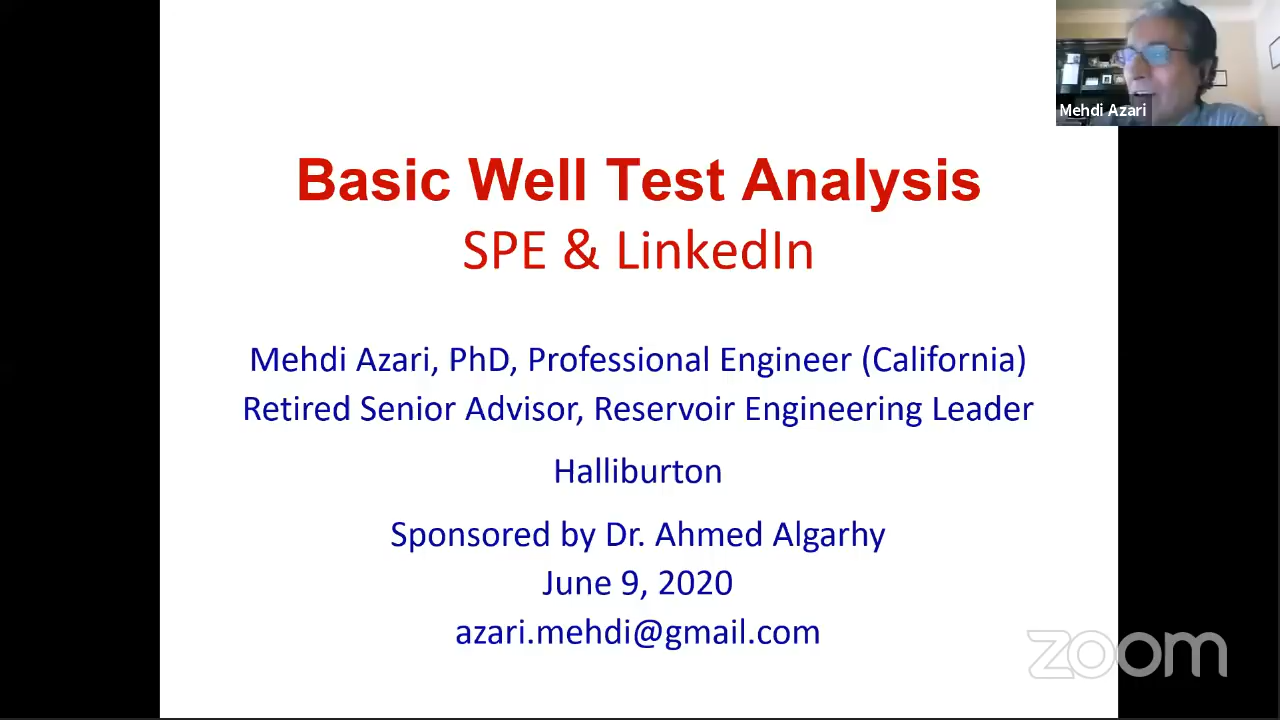 Mehdi Azari
Basic Well Test Analysis
SPE & LinkedIn
Mehdi Azari, PhD, Professional Engineer (California)
Retired Senior Advisor, Reservoir Engineering Leader
Halliburton
Sponsored by Dr. Ahmed Algarhy
June 9, 2020
azari.mehdi@gmail.com
zoom